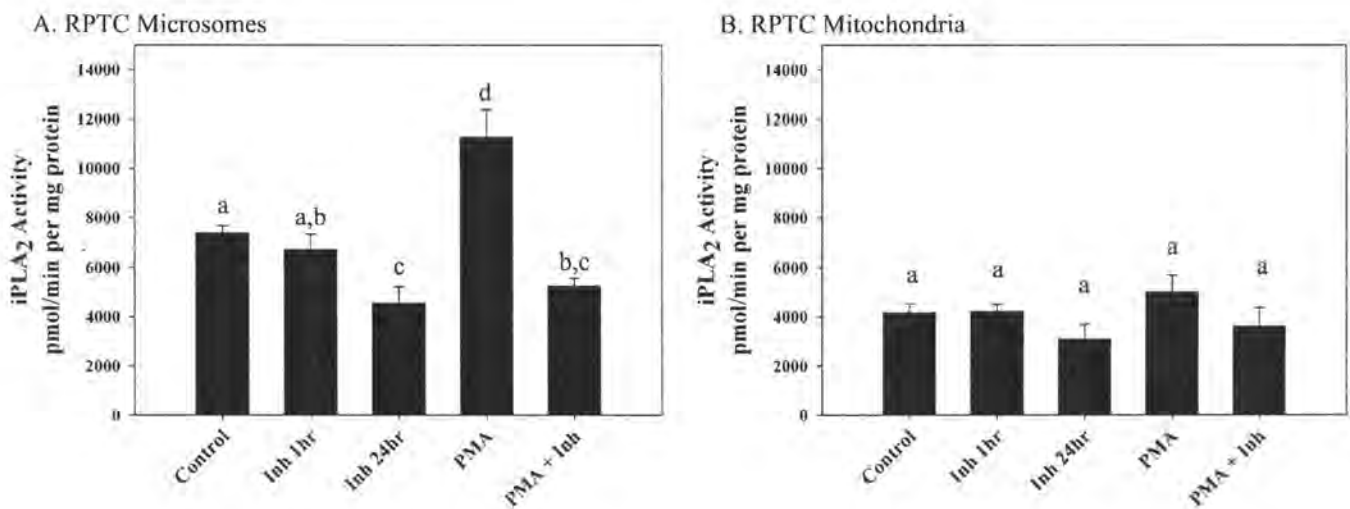 A. RPTC Microsomes
iPLA2 Activity
pmol/min per mg protein
14000
12000
10000
8000
6000
4000
2000
0
a
a,b
c
d
b,c
Control
Inh 1hr
Inh 24hr
PMA
PMA + Inh
B. RPTC Mitochondria
iPLA2 Activity
pmol/min per mg protein
14000
12000
10000
8000
6000
4000
2000
0
a
a
a
a
a
Control
Inh 1hr
Inh 24hr
PMA
PMA + Inh